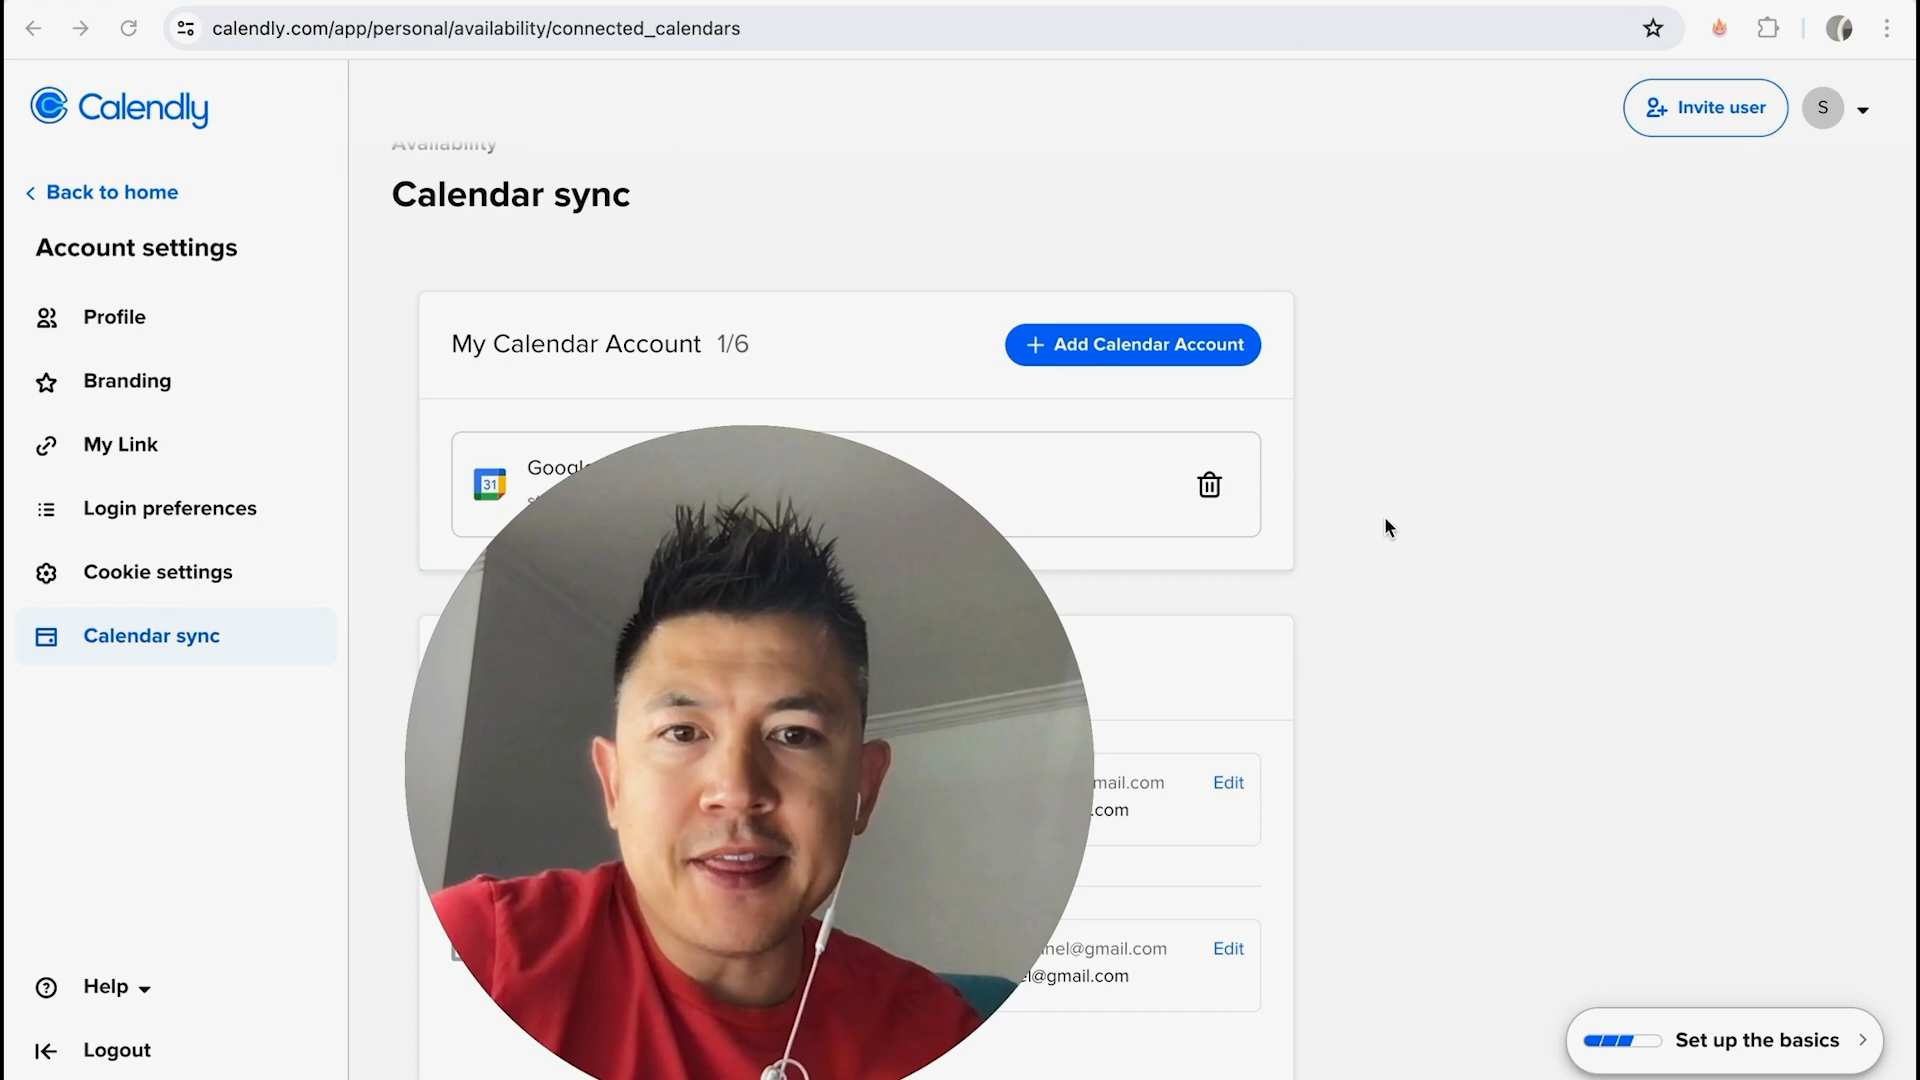 calendly.com/app/personal/availability/connected_calendars
Calendly
Invite user
S
Availability
Back to home
Calendar sync
Account settings
Profile
Branding
My Link
Login preferences
Cookie settings
Calendar sync
My Calendar Account 1/6
+ Add Calendar Account
31
mail.com
Edit
.com
nel@gmail.com
Edit
el@gmail.com
Help
Logout
Set up the basics